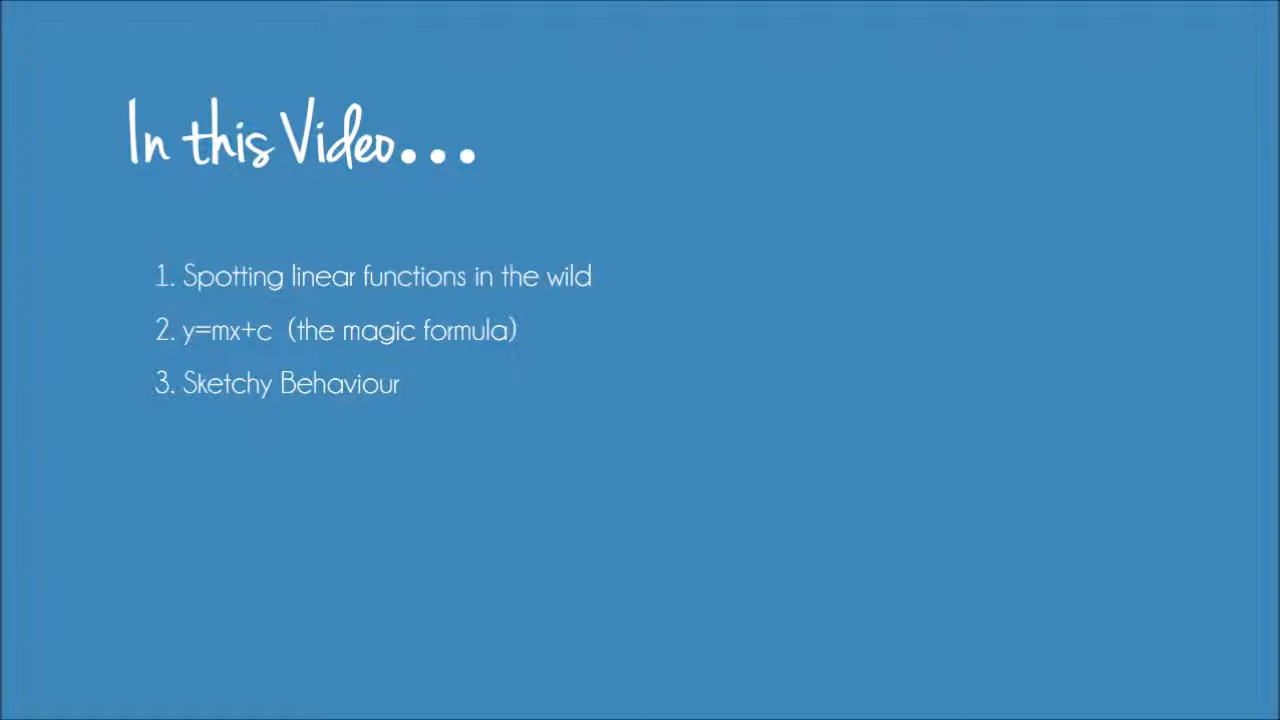 In this Video...
1. Spotting linear functions in the wild
2. y=mx+c (the magic formula)
3. Sketchy Behaviour